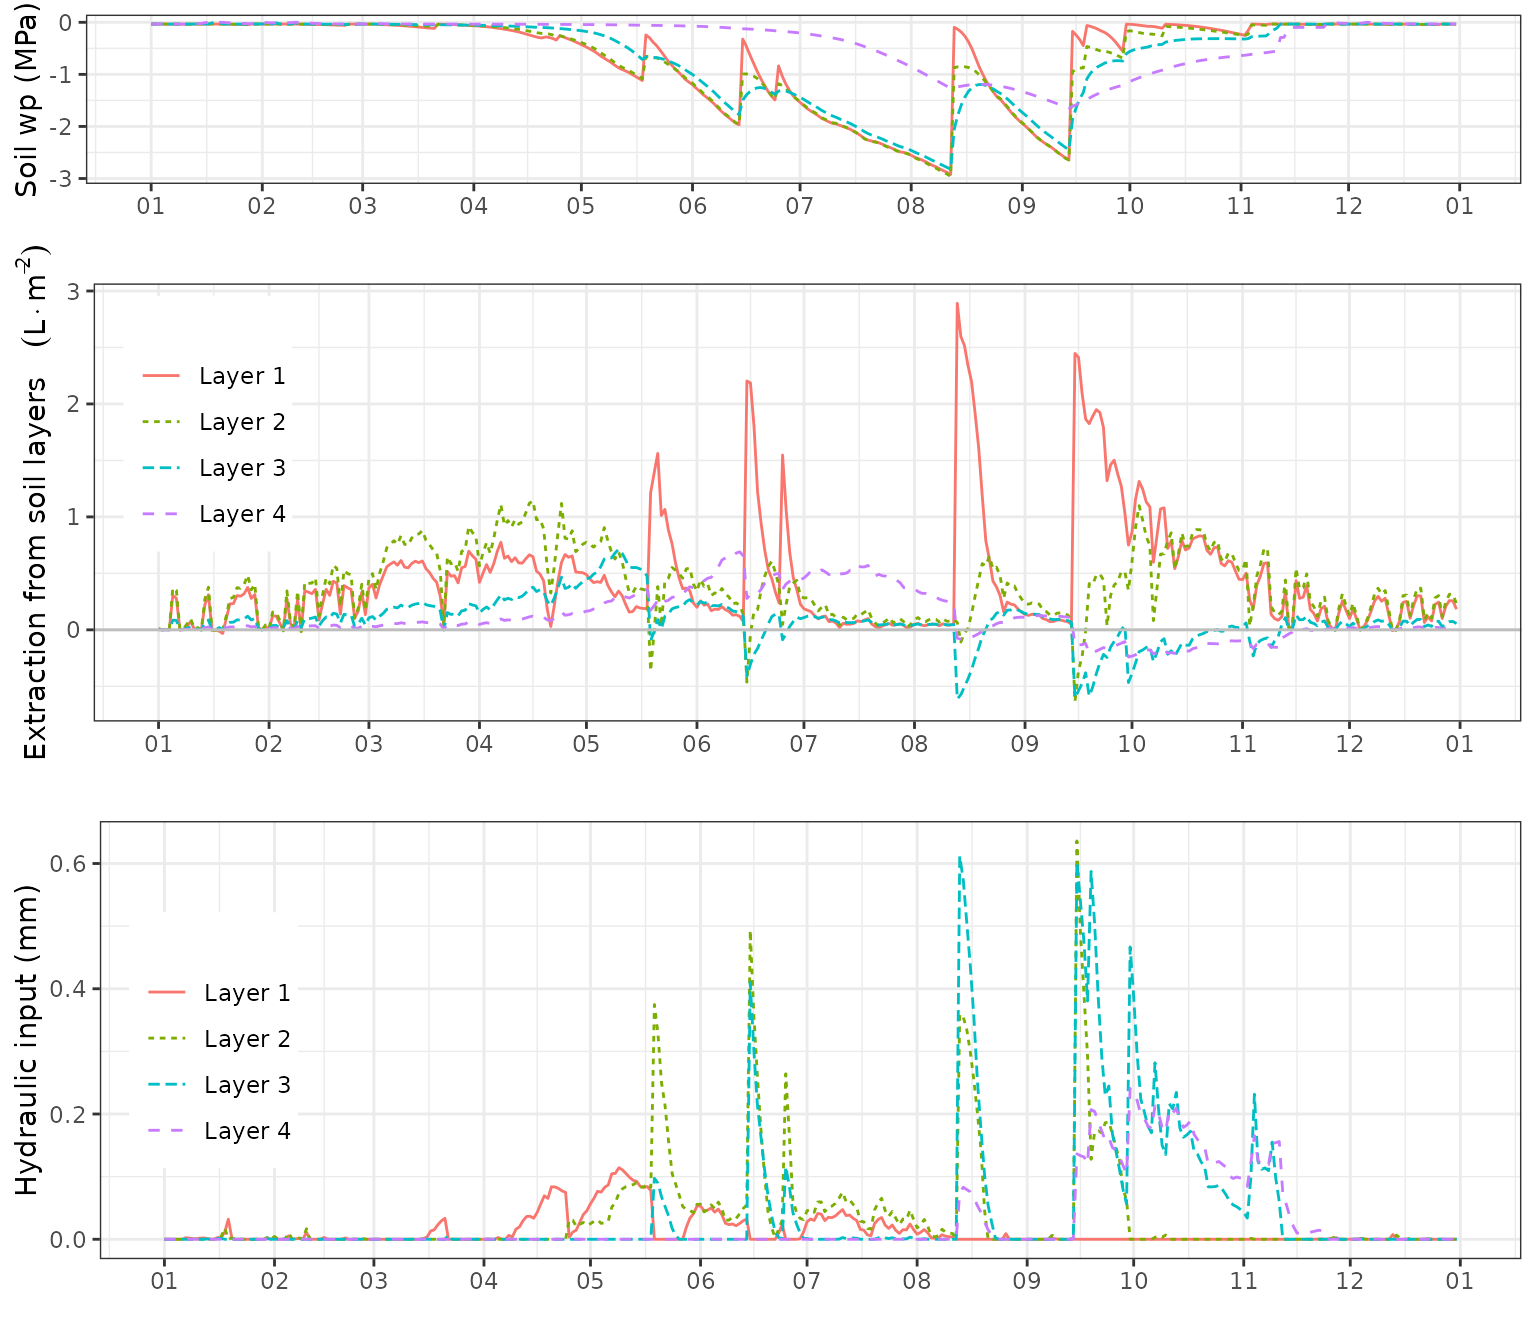 Soil wp (MPa)
0
-1
-2
-3
01 02 03 04 05 06 07 08 09 10 11 12 01
Extraction from soil layers (L·m⁻²)
3
2
1
0
Layer 1
Layer 2
Layer 3
Layer 4
01 02 03 04 05 06 07 08 09 10 11 12 01
Hydraulic input (mm)
0.6
0.4
0.2
0.0
Layer 1
Layer 2
Layer 3
Layer 4
01 02 03 04 05 06 07 08 09 10 11 12 01